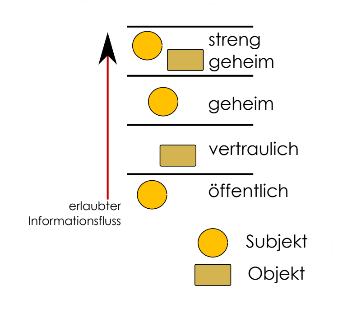 streng
geheim
geheim
vertraulich
öffentlich
erlaubter
Informationsfluss
Subjekt
Objekt